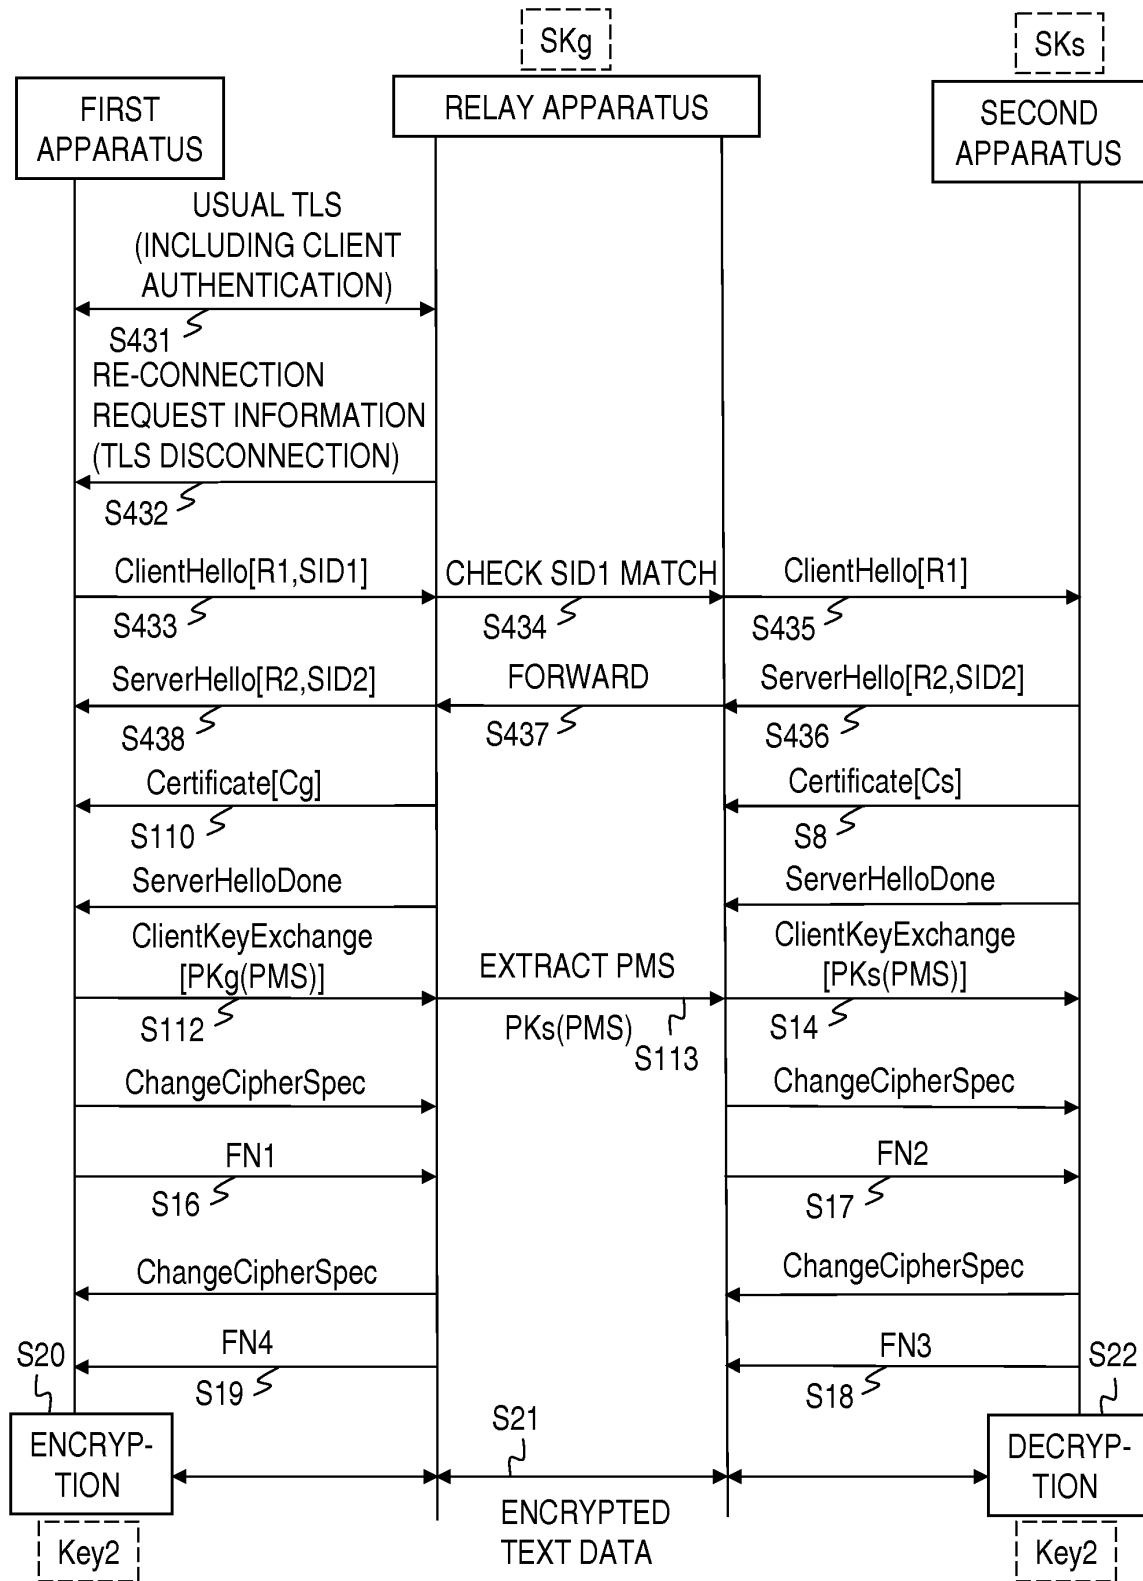 SKg
SKs
FIRST
APPARATUS
RELAY APPARATUS
SECOND
APPARATUS
USUAL TLS
(INCLUDING CLIENT
AUTHENTICATION)
S431
RE-CONNECTION
REQUEST INFORMATION
(TLS DISCONNECTION)
S432
ClientHello[R1,SID1]
CHECK SID1 MATCH
ClientHello[R1]
S433
S434
S435
ServerHello[R2,SID2]
FORWARD
ServerHello[R2,SID2]
S438
S437
S436
Certificate[Cg]
Certificate[Cs]
S110
S8
ServerHelloDone
ServerHelloDone
ClientKeyExchange
[PKg(PMS)]
EXTRACT PMS
ClientKeyExchange
[PKs(PMS)]
S112
PKs(PMS)
S113
S14
ChangeCipherSpec
ChangeCipherSpec
FN1
FN2
S16
S17
ChangeCipherSpec
ChangeCipherSpec
FN4
FN3
S20
S19
S18
S22
S21
ENCRYP-
TION
DECRYP-
TION
ENCRYPTED
TEXT DATA
Key2
Key2